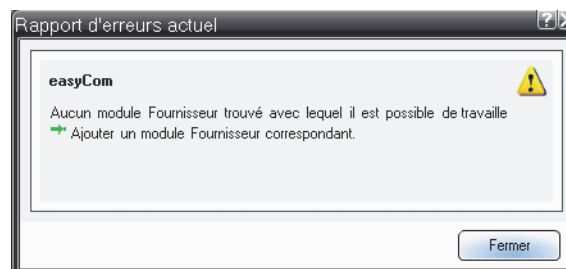 Rapport d'erreurs actuel
easyCom
Aucun module Fournisseur trouvé avec lequel il est possible de travaille
Ajouter un module Fournisseur correspondant.
Fermer